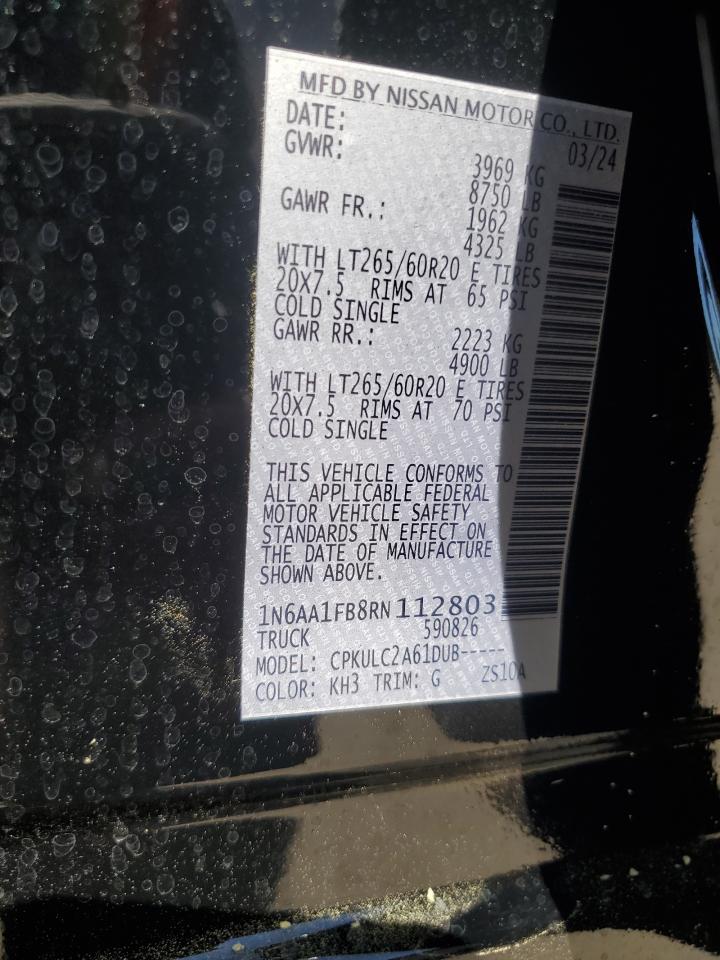 MFD BY NISSAN MOTOR CO., LTD.
DATE: 03/24
GVWR: 3969 KG
8750 LB
GAWR FR.: 1962 KG
4325 LB
WITH LT265/60R20 E TIRES
20X7.5 RIMS AT 65 PSI
COLD SINGLE
GAWR RR.: 2223 KG
4900 LB
WITH LT265/60R20 E TIRES
20X7.5 RIMS AT 70 PSI
COLD SINGLE
THIS VEHICLE CONFORMS TO
ALL APPLICABLE FEDERAL
MOTOR VEHICLE SAFETY
STANDARDS IN EFFECT ON
THE DATE OF MANUFACTURE
SHOWN ABOVE.
1N6AA1FB8RN112803
TRUCK 590826
MODEL: CPKULC2A61DUB-----
COLOR: KH3 TRIM: G ZS10A